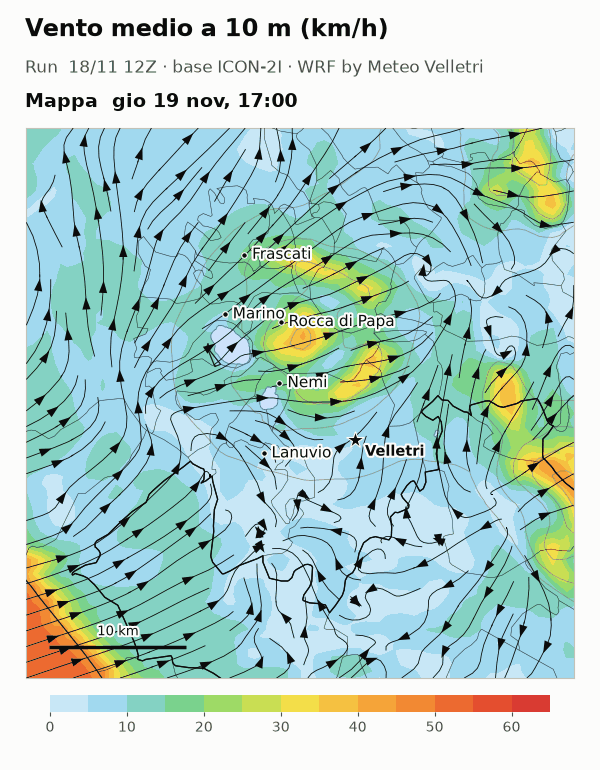 Vento medio a 10 m (km/h)
Run  18/11 12Z · base ICON-2I · WRF by Meteo Velletri
Mappa  gio 19 nov, 17:00
Frascati
Marino
Rocca di Papa
Nemi
Lanuvio
Velletri
10 km
0 10 20 30 40 50 60